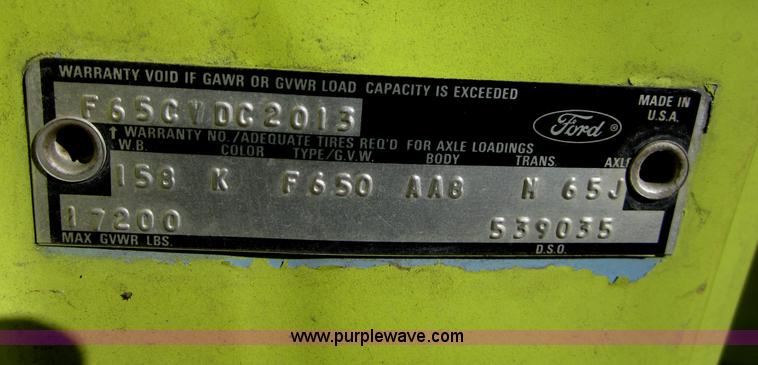 WARRANTY VOID IF GAWR OR GVWR LOAD CAPACITY IS EXCEEDED
MADE IN U.S.A.
F65CVDC2013
Ford®
↑ WARRANTY NO./ADEQUATE TIRES REQ'D FOR AXLE LOADINGS
W.B. COLOR TYPE/G.V.W. BODY TRANS. AXLE
158 K F650 AA8 N 65J
17200 539035
MAX GVWR LBS. D.S.O.
www.purplewave.com